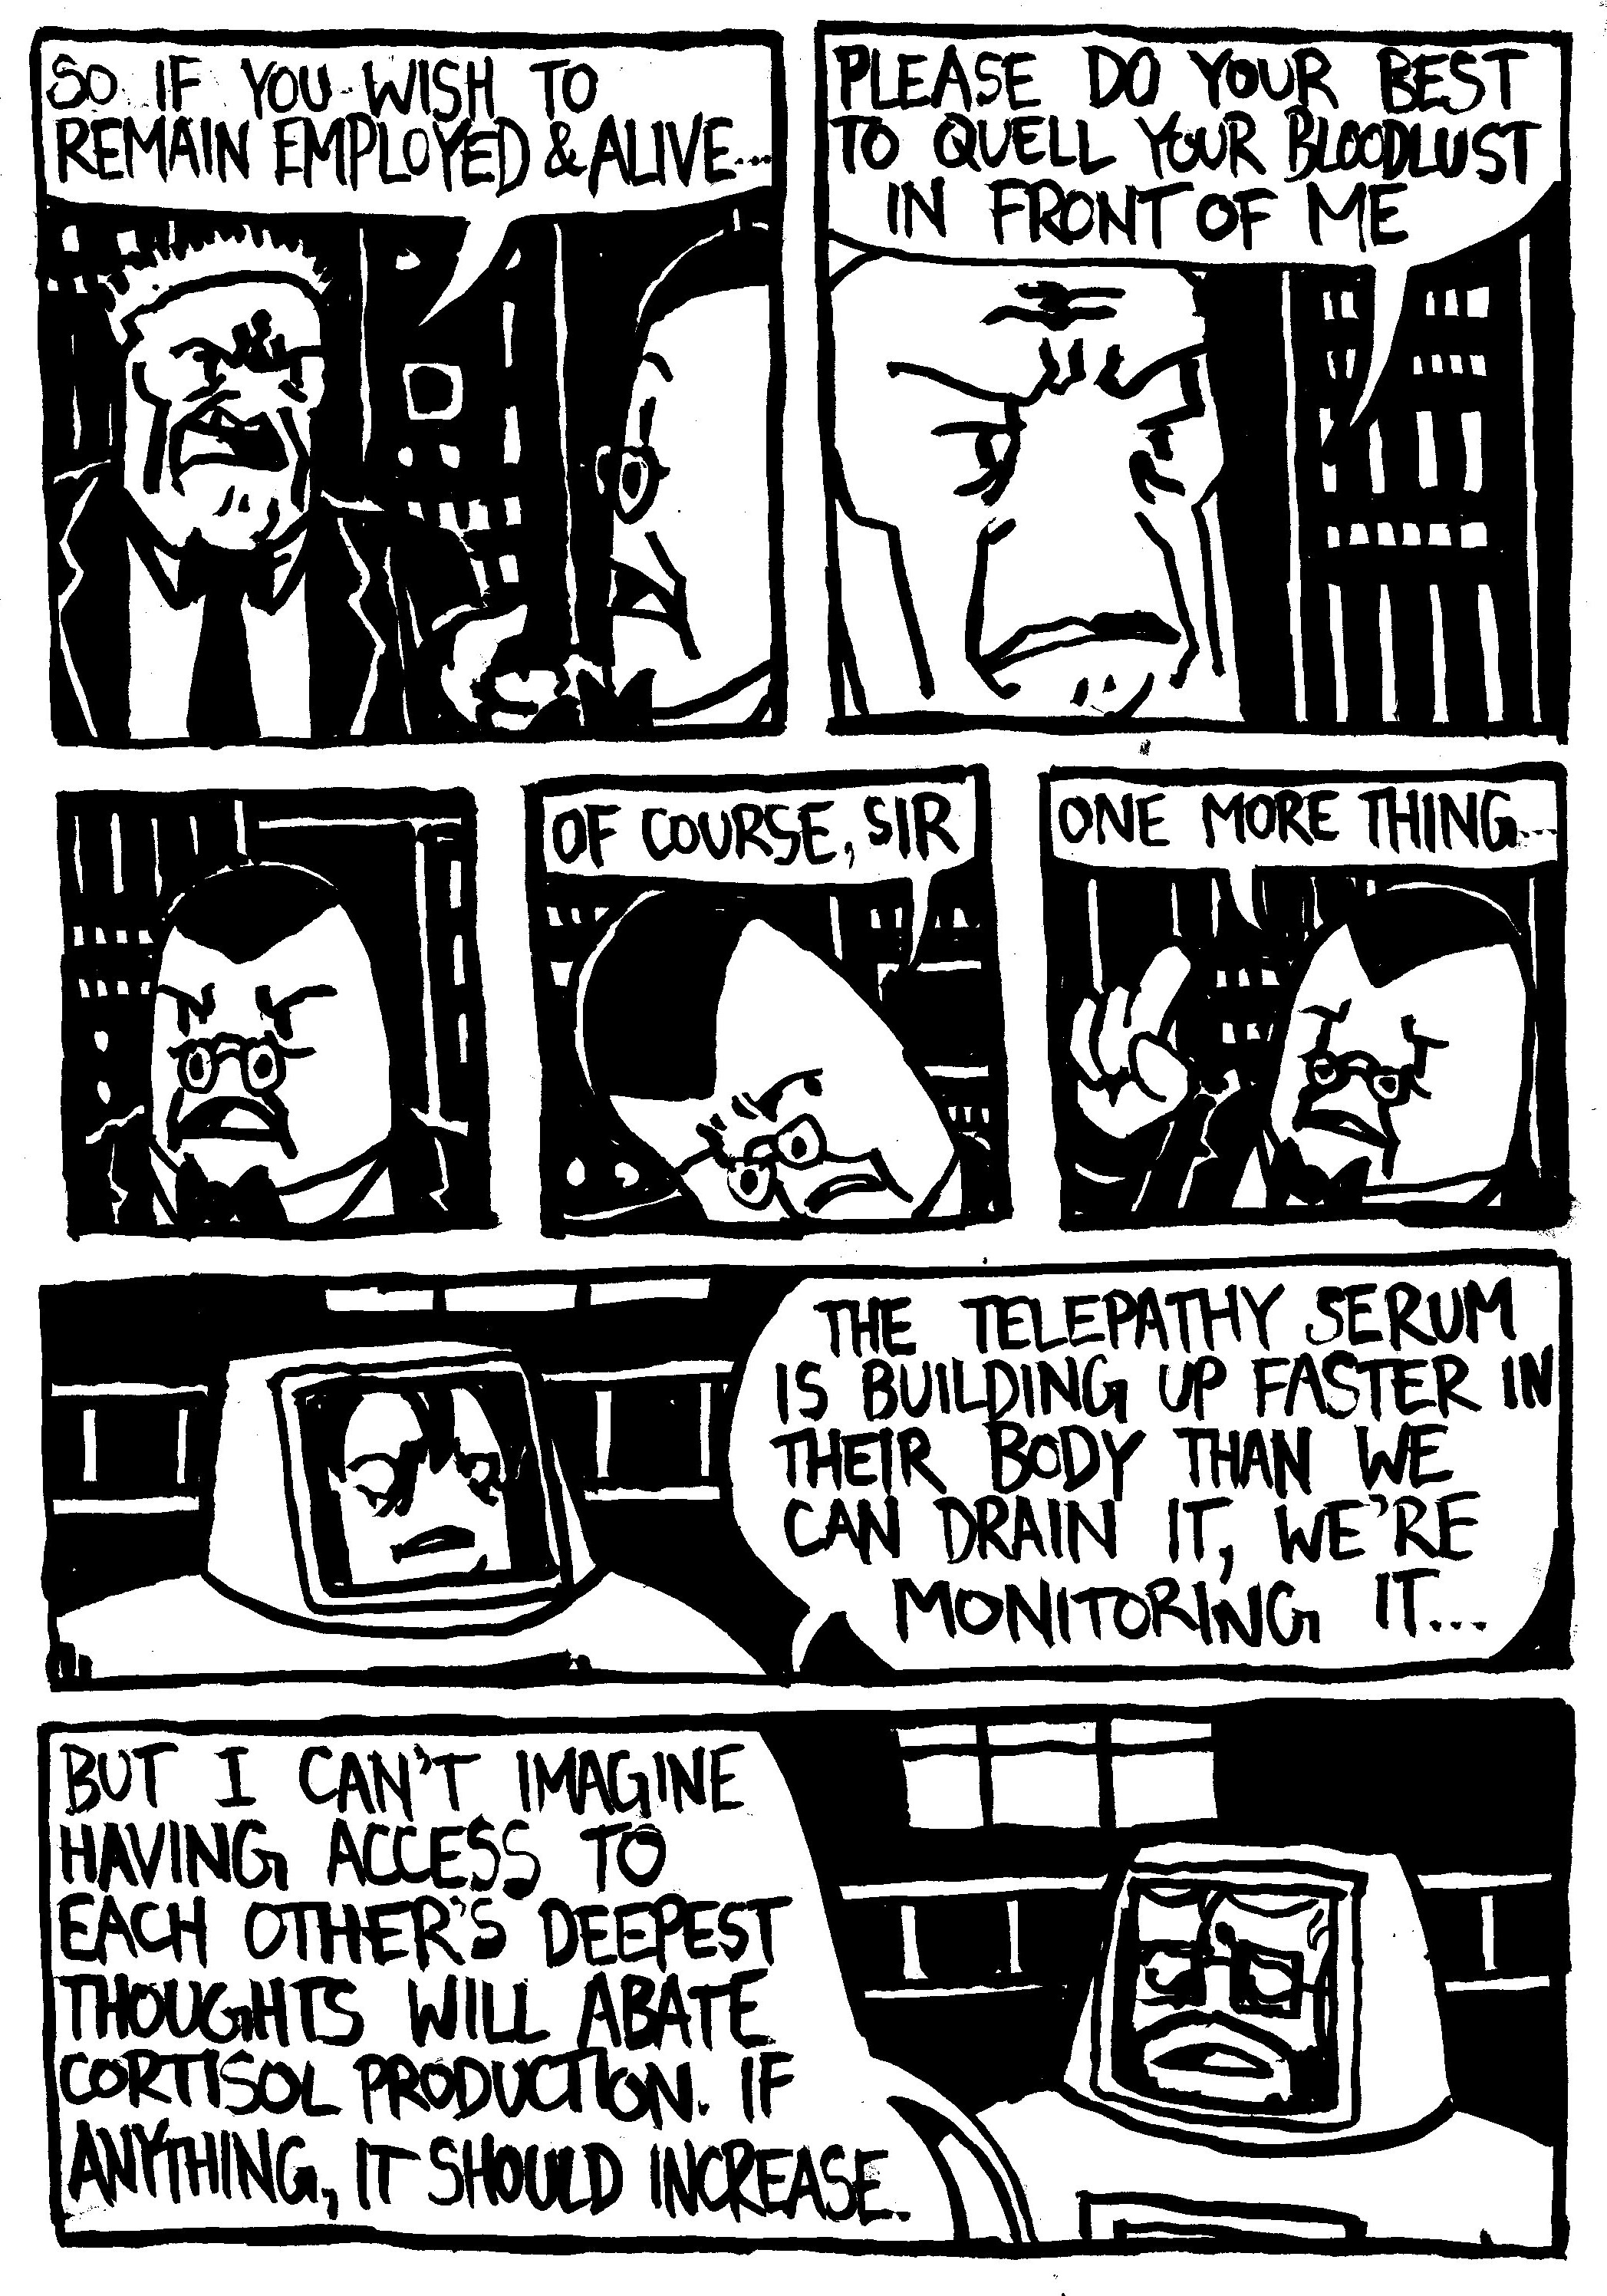 SO IF YOU WISH TO
REMAIN EMPLOYED & ALIVE...
PLEASE DO YOUR BEST
TO QUELL YOUR BLOODLUST
IN FRONT OF ME
OF COURSE, SIR
ONE MORE THING...
THE TELEPATHY SERUM
IS BUILDING UP FASTER IN
THEIR BODY THAN WE
CAN DRAIN IT, WE'RE
MONITORING IT...
BUT I CAN'T IMAGINE
HAVING ACCESS TO
EACH OTHER'S DEEPEST
THOUGHTS WILL ABATE
CORTISOL PRODUCTION. IF
ANYTHING, IT SHOULD INCREASE.